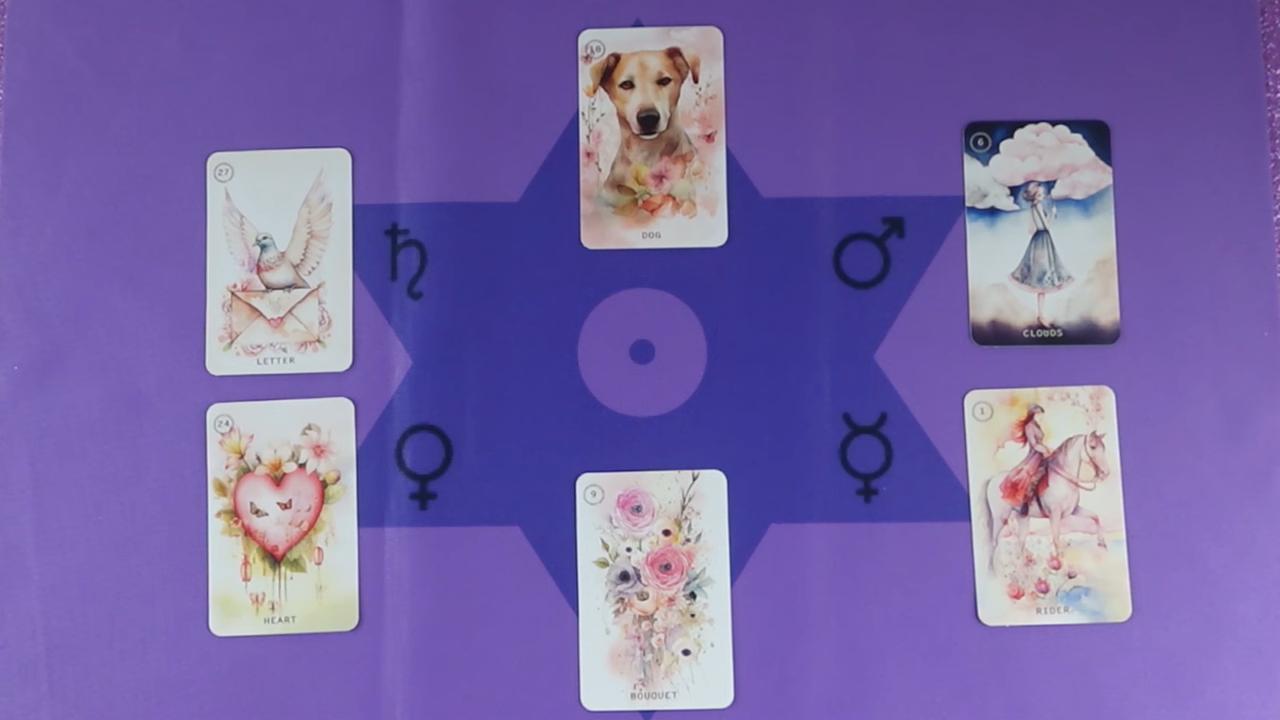 18
DOG
6
CLOUDS
27
LETTER
24
HEART
1
RIDER
9
BOUQUET